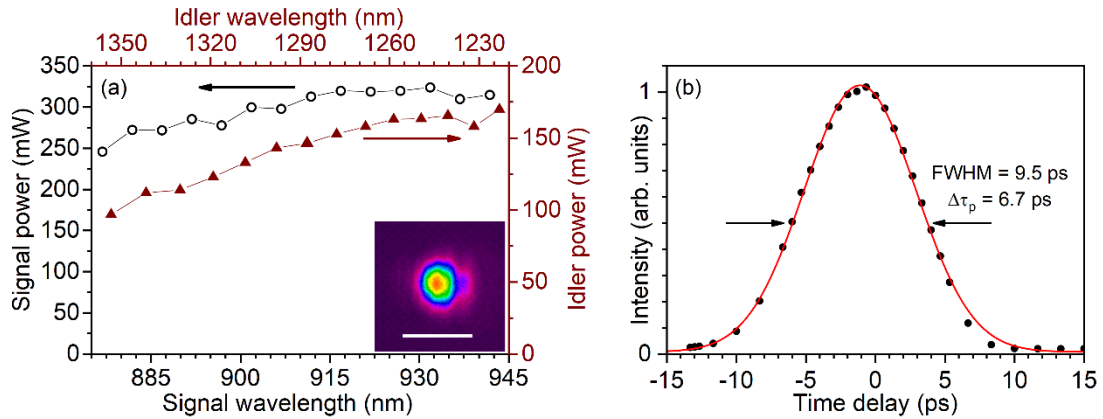 Idler wavelength (nm)
1350 1320 1290 1260 1230
350 300 250 200 150 100 50 0
Signal power (mW)
(a)
200 150 100 50 0
Idler power (mW)
885 900 915 930 945
Signal wavelength (nm)
(b)
1
0
Intensity (arb. units)
FWHM = 9.5 ps
Δτp = 6.7 ps
-15 -10 -5 0 5 10 15
Time delay (ps)